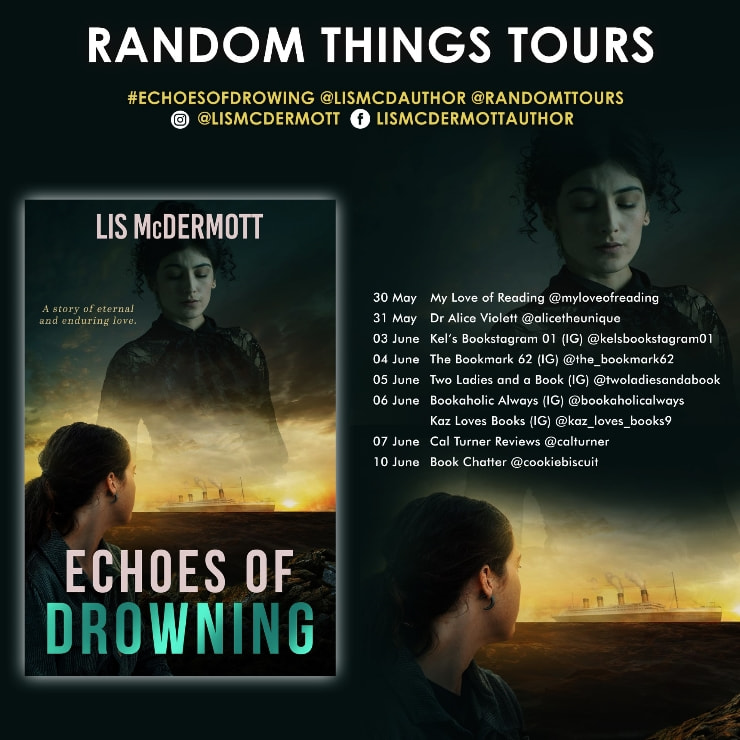 RANDOM THINGS TOURS
#ECHOESOFDROWING @LISMCDAUTHOR @RANDOMTTOURS
@LISMCDERMOTT LISMCDERMOTTAUTHOR
LIS McDERMOTT
A story of eternal
and enduring love.
ECHOES OF
DROWNING
30 May My Love of Reading @myloveofreading
31 May Dr Alice Violett @alicetheunique
03 June Kel's Bookstagram 01 (IG) @kelsbookstagram01
04 June The Bookmark 62 (IG) @the_bookmark62
05 June Two Ladies and a Book (IG) @twoladiesandabook
06 June Bookaholic Always (IG) @bookaholicalways
Kaz Loves Books (IG) @kaz_loves_books9
07 June Cal Turner Reviews @calturner
10 June Book Chatter @cookiebiscuit